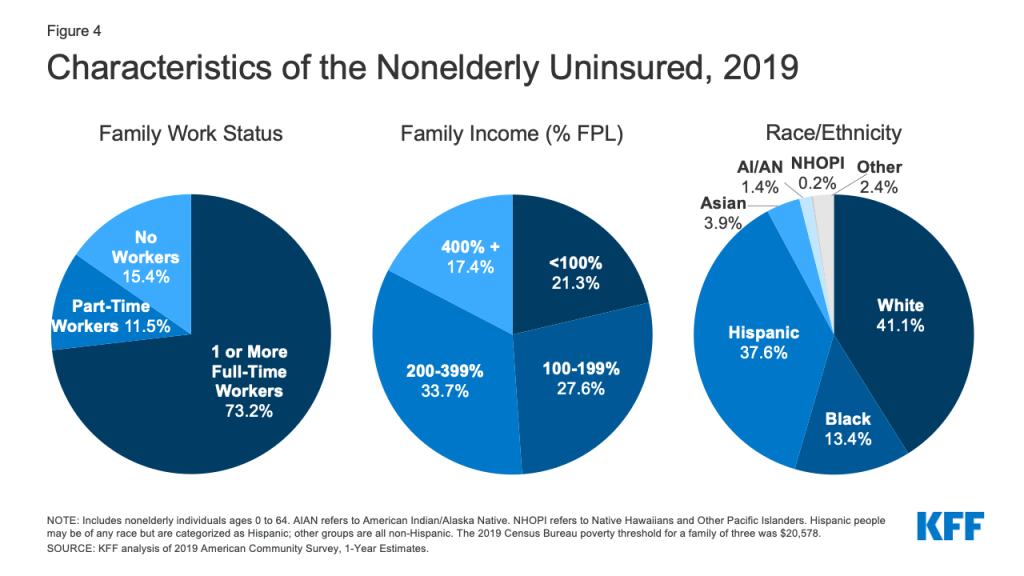 Figure 4
Characteristics of the Nonelderly Uninsured, 2019
Family Work Status
No
Workers
15.4%
Part-Time
Workers 11.5%
1 or More
Full-Time
Workers
73.2%
Family Income (% FPL)
400% +
17.4%
<100%
21.3%
200-399%
33.7%
100-199%
27.6%
Race/Ethnicity
AI/AN
1.4%
NHOPI
0.2%
Other
2.4%
Asian
3.9%
White
41.1%
Hispanic
37.6%
Black
13.4%
NOTE: Includes nonelderly individuals ages 0 to 64. AIAN refers to American Indian/Alaska Native. NHOPI refers to Native Hawaiians and Other Pacific Islanders. Hispanic people
may be of any race but are categorized as Hispanic; other groups are all non-Hispanic. The 2019 Census Bureau poverty threshold for a family of three was $20,578.
SOURCE: KFF analysis of 2019 American Community Survey, 1-Year Estimates.
KFF